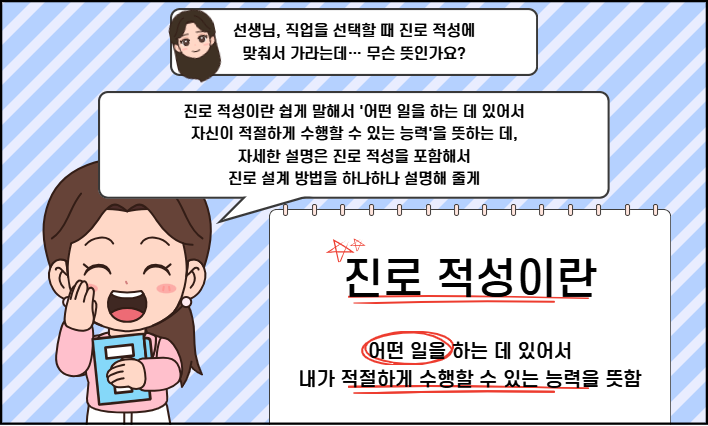 선생님, 직업을 선택할 때 진로 적성에
맞춰서 가라는데… 무슨 뜻인가요?
진로 적성이란 쉽게 말해서 '어떤 일을 하는 데 있어서
자신이 적절하게 수행할 수 있는 능력'을 뜻하는 데,
자세한 설명은 진로 적성을 포함해서
진로 설계 방법을 하나하나 설명해 줄게
진로 적성이란
어떤 일을 하는 데 있어서
내가 적절하게 수행할 수 있는 능력을 뜻함